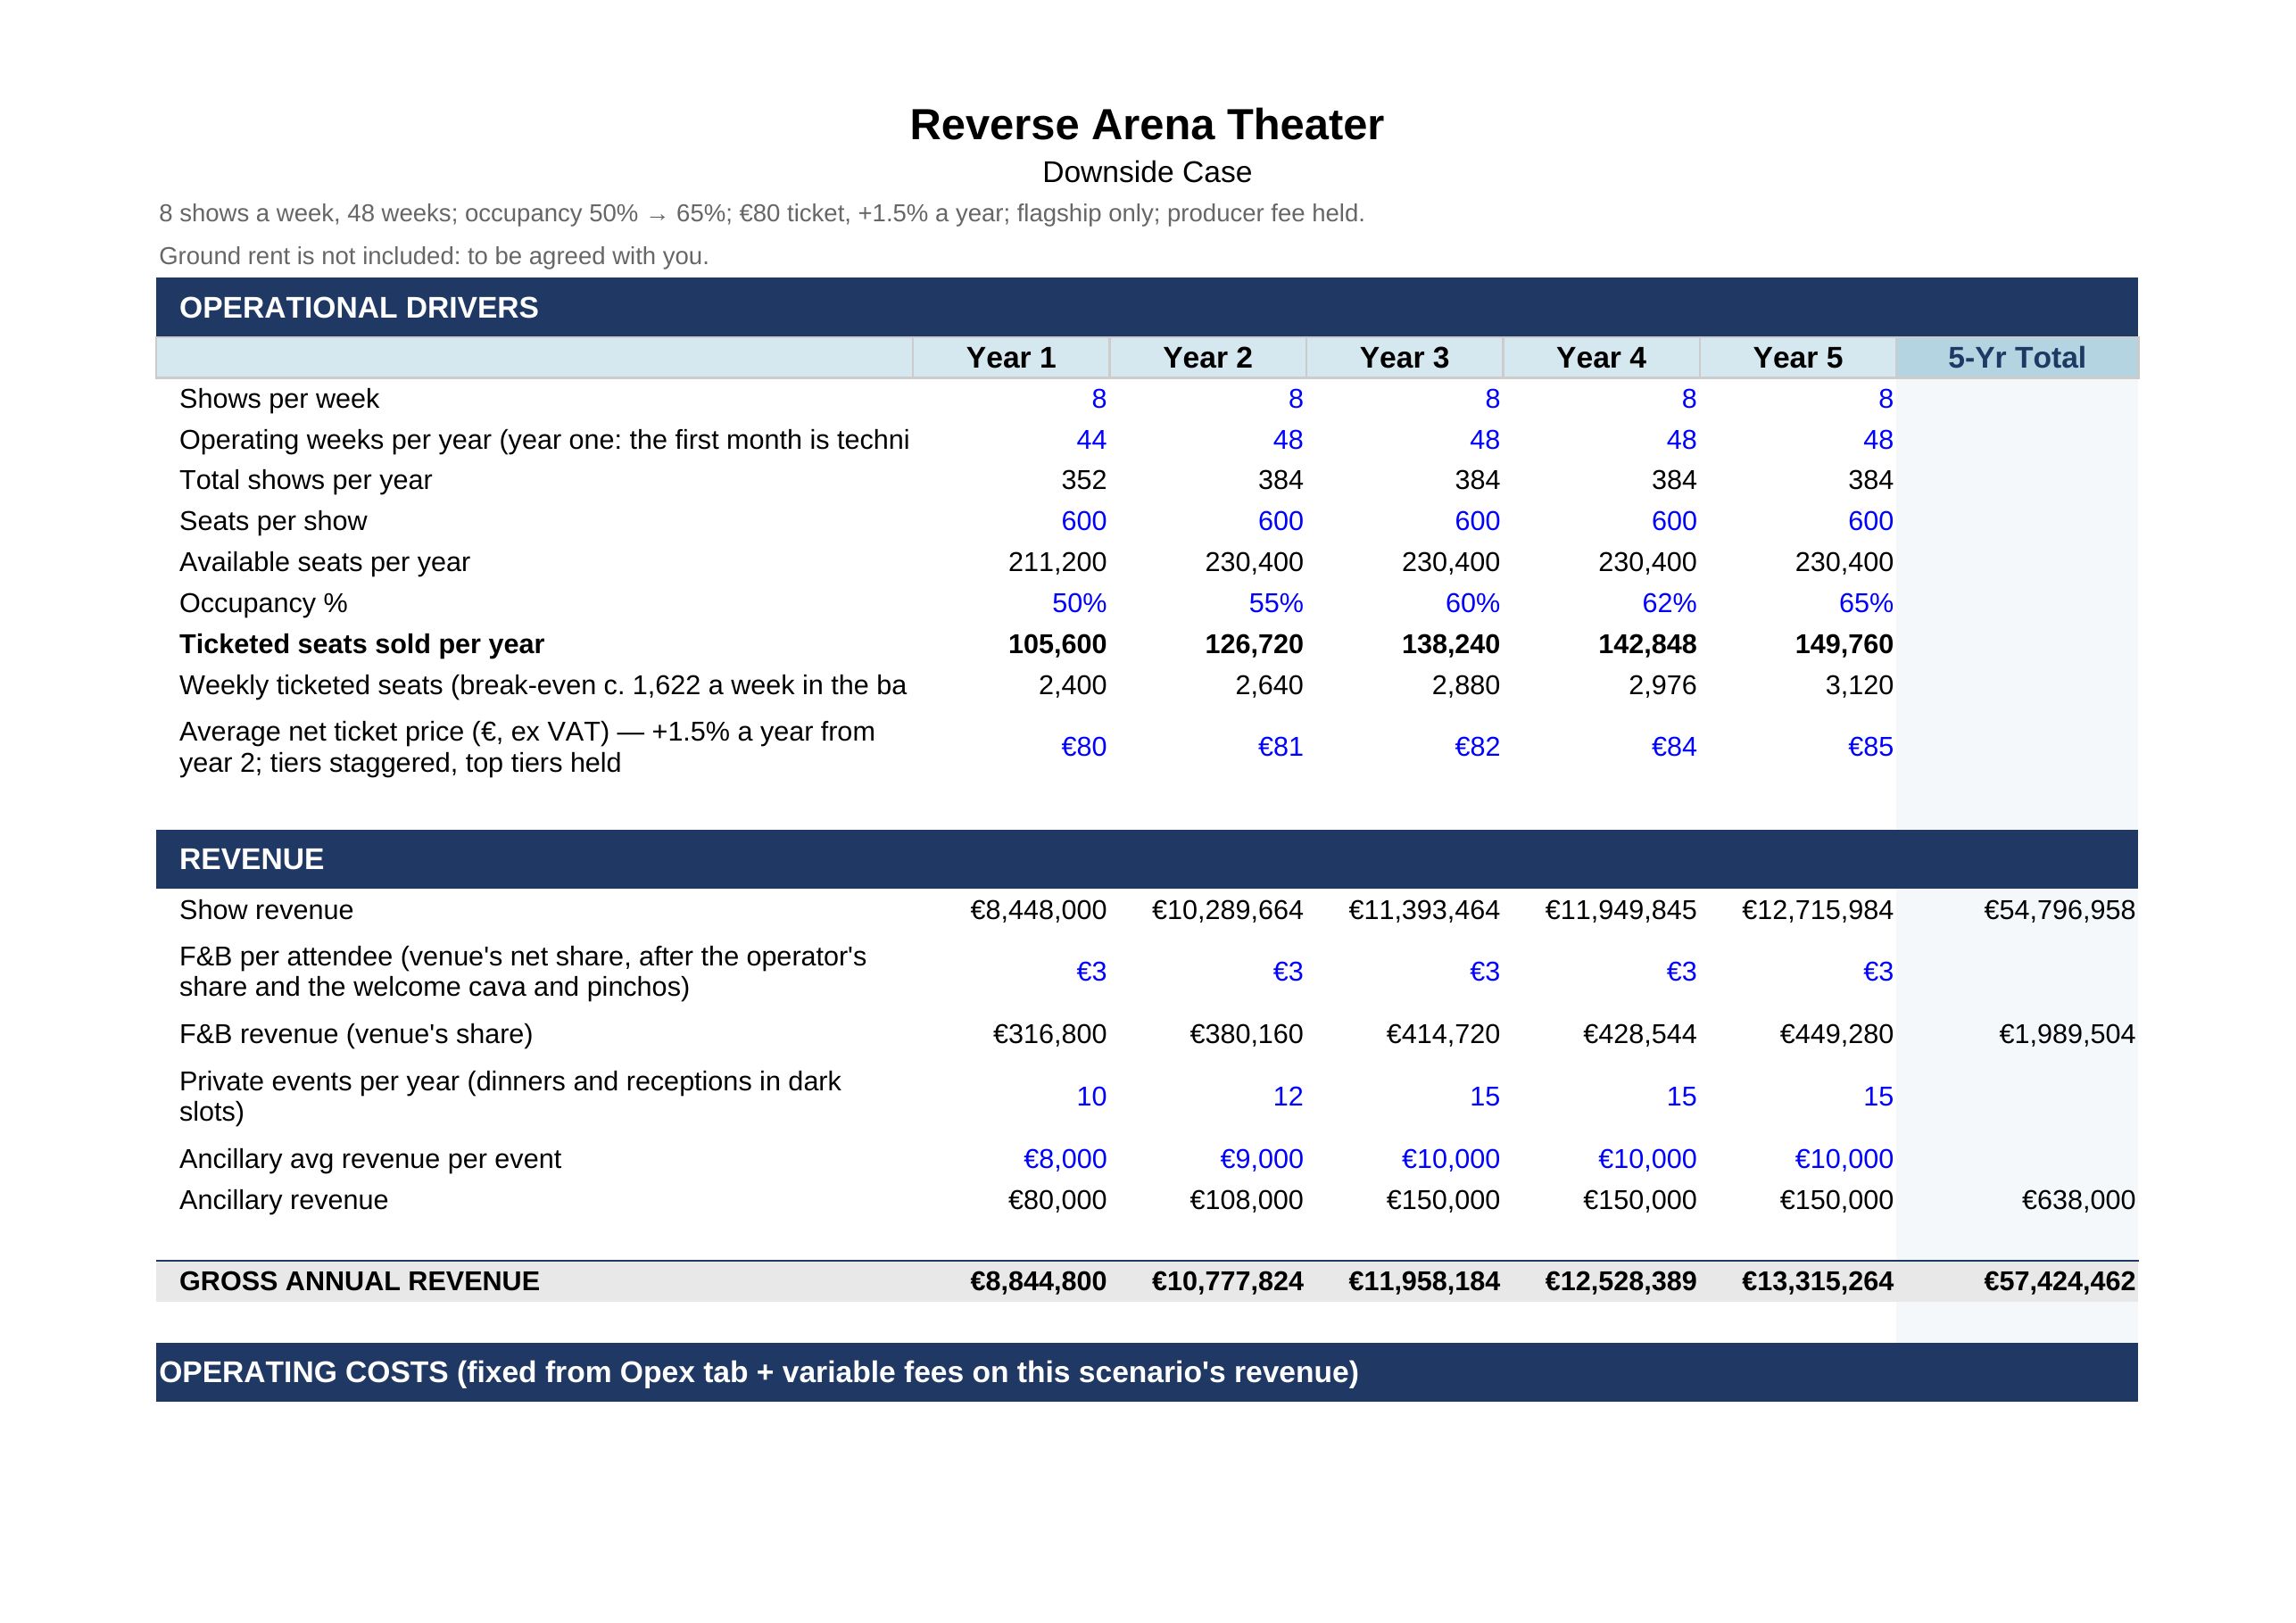 Reverse Arena Theater
Downside Case
8 shows a week, 48 weeks; occupancy 50% → 65%; €80 ticket, +1.5% a year; flagship only; producer fee held.
Ground rent is not included: to be agreed with you.
OPERATIONAL DRIVERS
Year 1 Year 2 Year 3 Year 4 Year 5 5-Yr Total
Shows per week 8 8 8 8 8
Operating weeks per year (year one: the first month is techni 44 48 48 48 48
Total shows per year 352 384 384 384 384
Seats per show 600 600 600 600 600
Available seats per year 211,200 230,400 230,400 230,400 230,400
Occupancy % 50% 55% 60% 62% 65%
Ticketed seats sold per year 105,600 126,720 138,240 142,848 149,760
Weekly ticketed seats (break-even c. 1,622 a week in the ba 2,400 2,640 2,880 2,976 3,120
Average net ticket price (€, ex VAT) — +1.5% a year from
year 2; tiers staggered, top tiers held €80 €81 €82 €84 €85
REVENUE
Show revenue €8,448,000 €10,289,664 €11,393,464 €11,949,845 €12,715,984 €54,796,958
F&B per attendee (venue's net share, after the operator's
share and the welcome cava and pinchos) €3 €3 €3 €3 €3
F&B revenue (venue's share) €316,800 €380,160 €414,720 €428,544 €449,280 €1,989,504
Private events per year (dinners and receptions in dark
slots) 10 12 15 15 15
Ancillary avg revenue per event €8,000 €9,000 €10,000 €10,000 €10,000
Ancillary revenue €80,000 €108,000 €150,000 €150,000 €150,000 €638,000
GROSS ANNUAL REVENUE €8,844,800 €10,777,824 €11,958,184 €12,528,389 €13,315,264 €57,424,462
OPERATING COSTS (fixed from Opex tab + variable fees on this scenario's revenue)